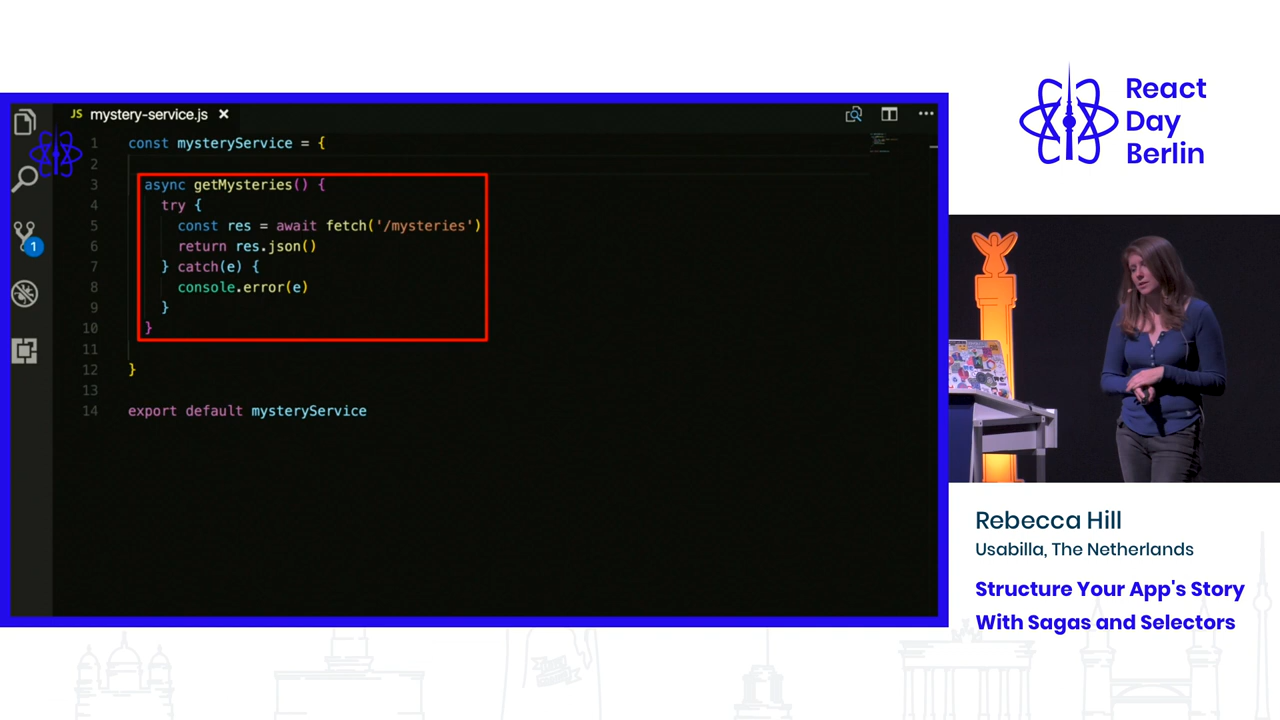 JS mystery-service.js
1 const mysteryService = {
2
3 async getMysteries() {
4 try {
5 const res = await fetch('/mysteries')
6 return res.json()
7 } catch(e) {
8 console.error(e)
9 }
10 }
11
12 }
13
14 export default mysteryService
1
React
Day
Berlin
Rebecca Hill
Usabilla, The Netherlands
Structure Your App's Story
With Sagas and Selectors